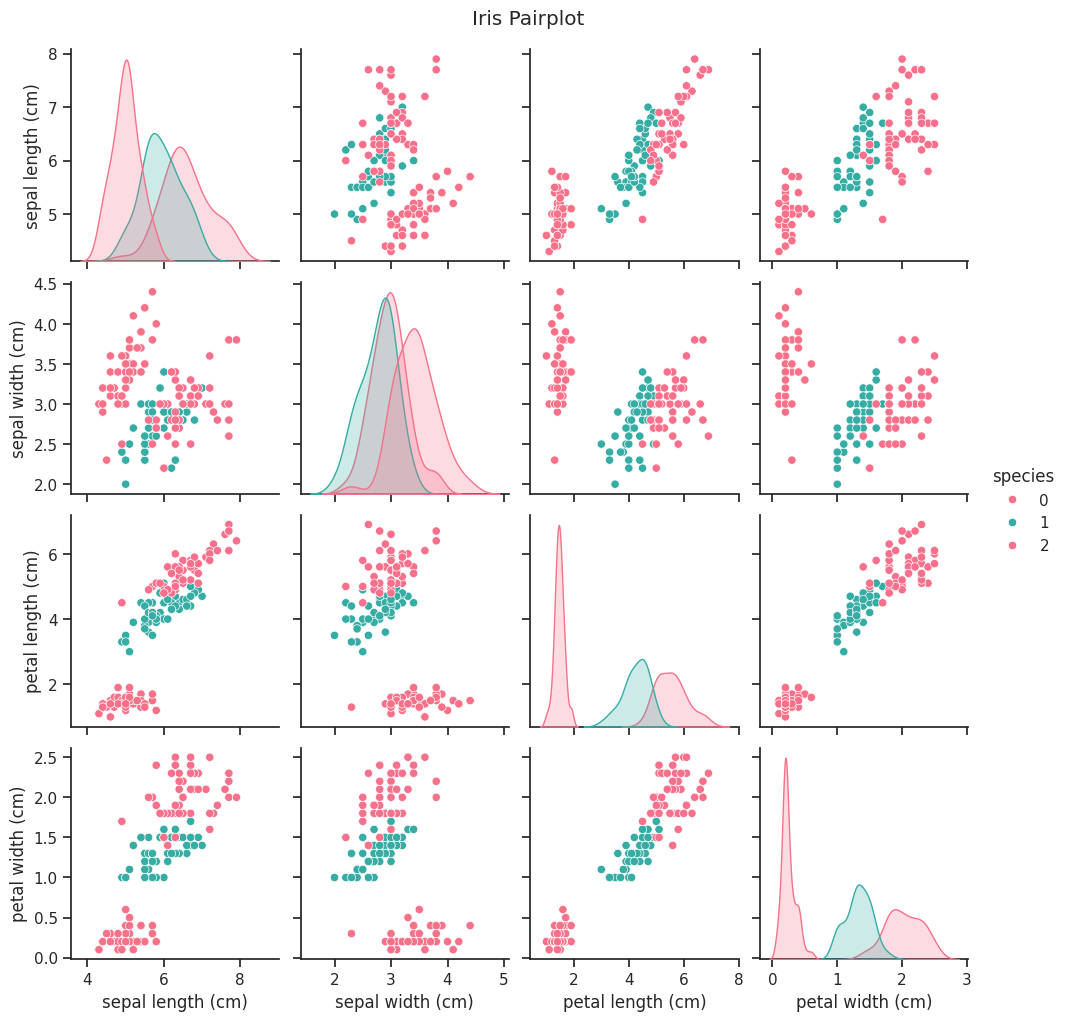 Iris Pairplot
8
7
6
5
sepal length (cm)
4.5
4.0
3.5
3.0
2.5
2.0
sepal width (cm)
species
0
1
2
6
4
2
petal length (cm)
2.5
2.0
1.5
1.0
0.5
0.0
petal width (cm)
4 6 8
2 3 4 5
2 4 6 8
0 1 2 3
sepal length (cm)
sepal width (cm)
petal length (cm)
petal width (cm)